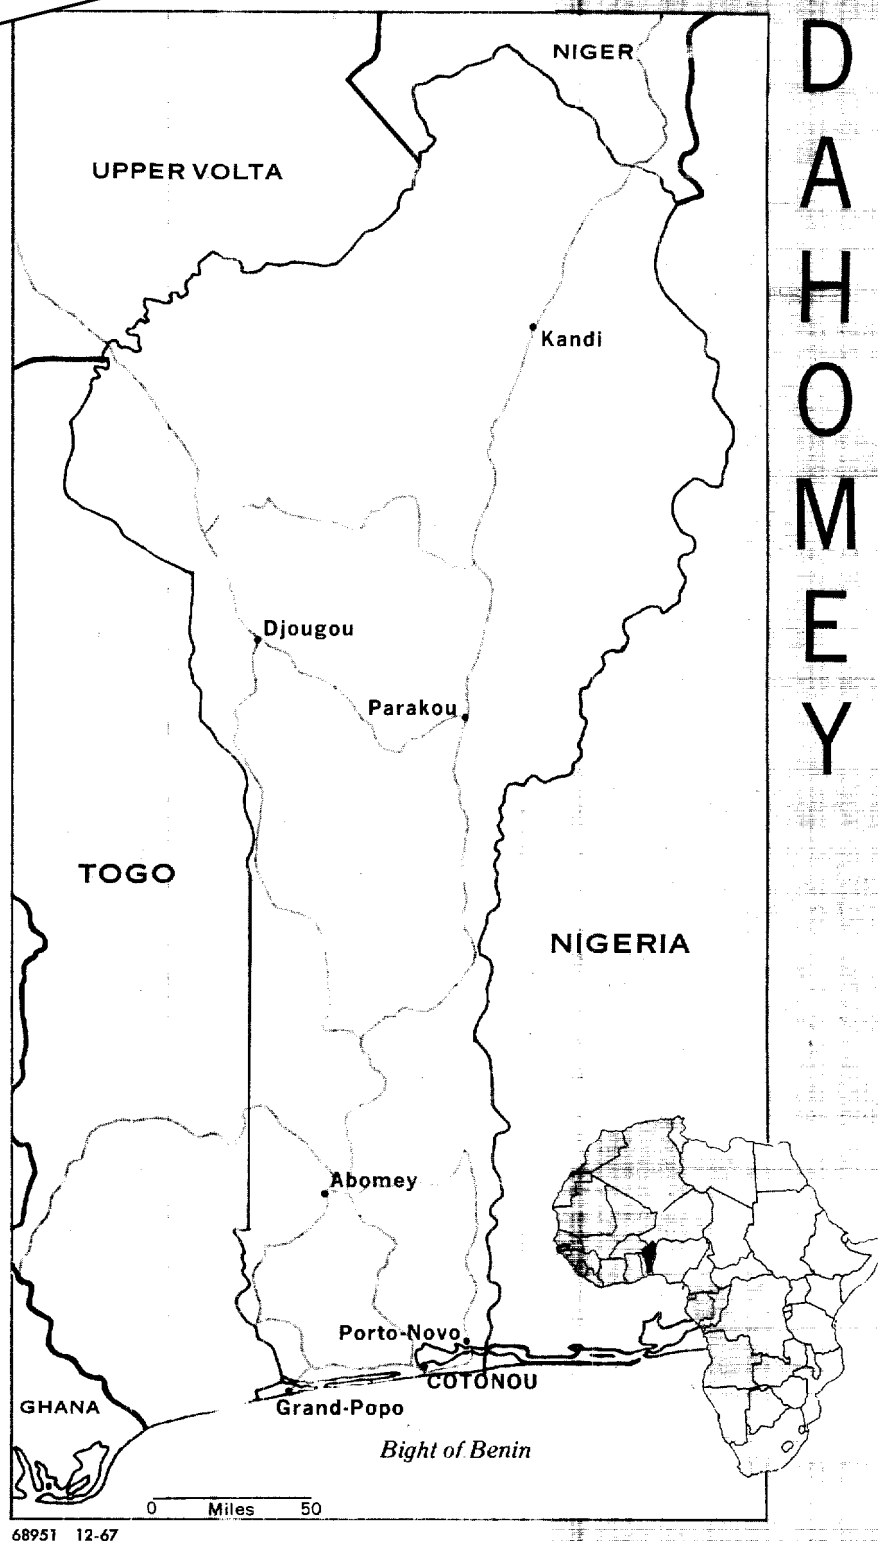 DAHOMEY
NIGER
UPPER VOLTA
Kandi
Djougou
Parakou
TOGO
NIGERIA
Abomey
Porto-Novo
COTONOU
Grand-Popo
GHANA
Bight of Benin
0 Miles 50
68951 12-67